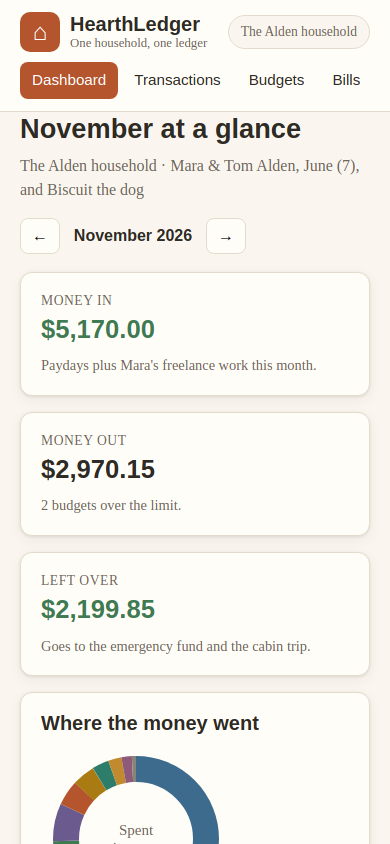 HearthLedger
One household, one ledger
The Alden household
Dashboard
Transactions
Budgets
Bills
November at a glance
The Alden household · Mara & Tom Alden, June (7),
and Biscuit the dog
← November 2026 →
MONEY IN
$5,170.00
Paydays plus Mara's freelance work this month.
MONEY OUT
$2,970.15
2 budgets over the limit.
LEFT OVER
$2,199.85
Goes to the emergency fund and the cabin trip.
Where the money went
Spent